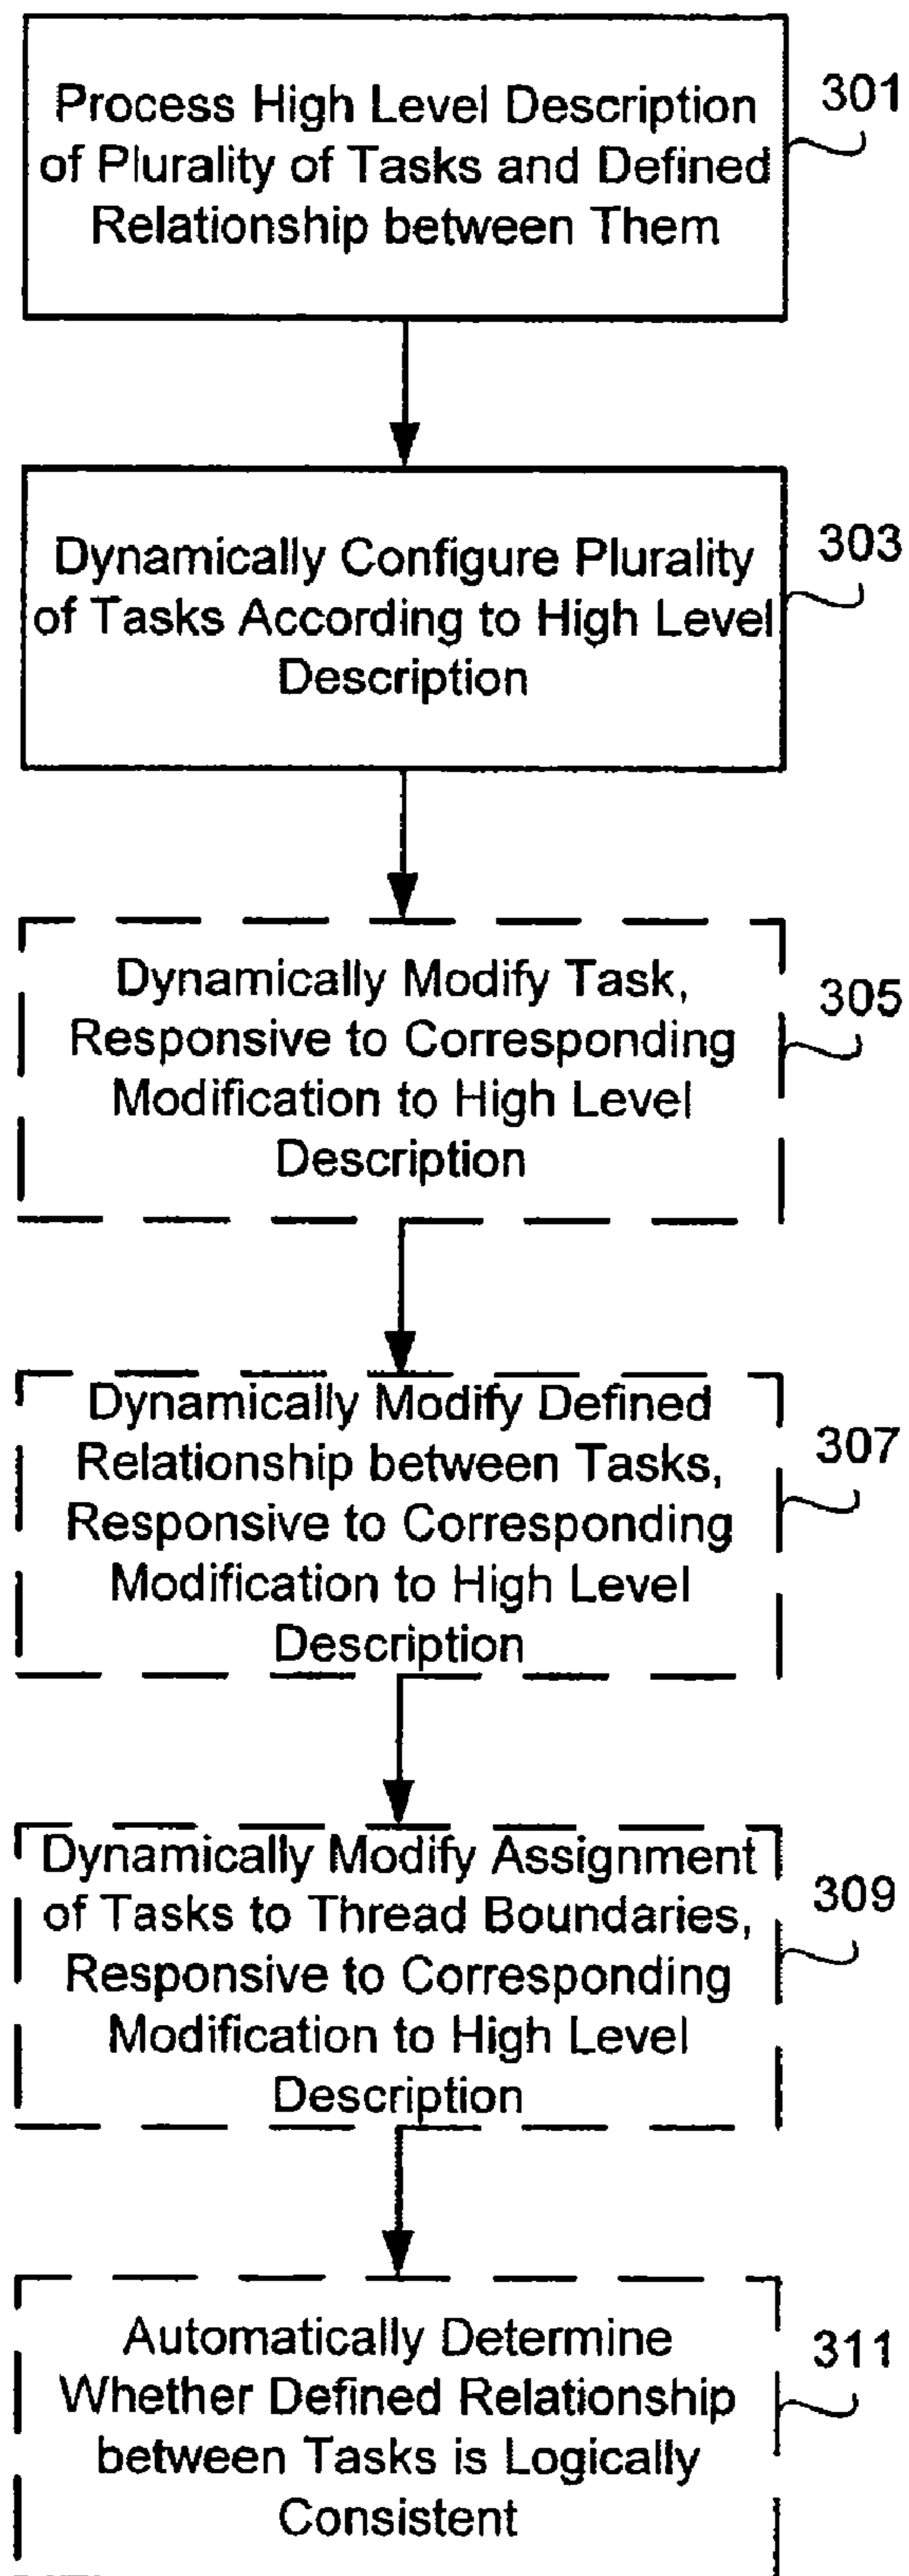 Process High Level Description
of Plurality of Tasks and Defined
Relationship between Them
301
Dynamically Configure Plurality
of Tasks According to High Level
Description
303
Dynamically Modify Task,
Responsive to Corresponding
Modification to High Level
Description
305
Dynamically Modify Defined
Relationship between Tasks,
Responsive to Corresponding
Modification to High Level
Description
307
Dynamically Modify Assignment
of Tasks to Thread Boundaries,
Responsive to Corresponding
Modification to High Level
Description
309
Automatically Determine
Whether Defined Relationship
between Tasks is Logically
Consistent
311